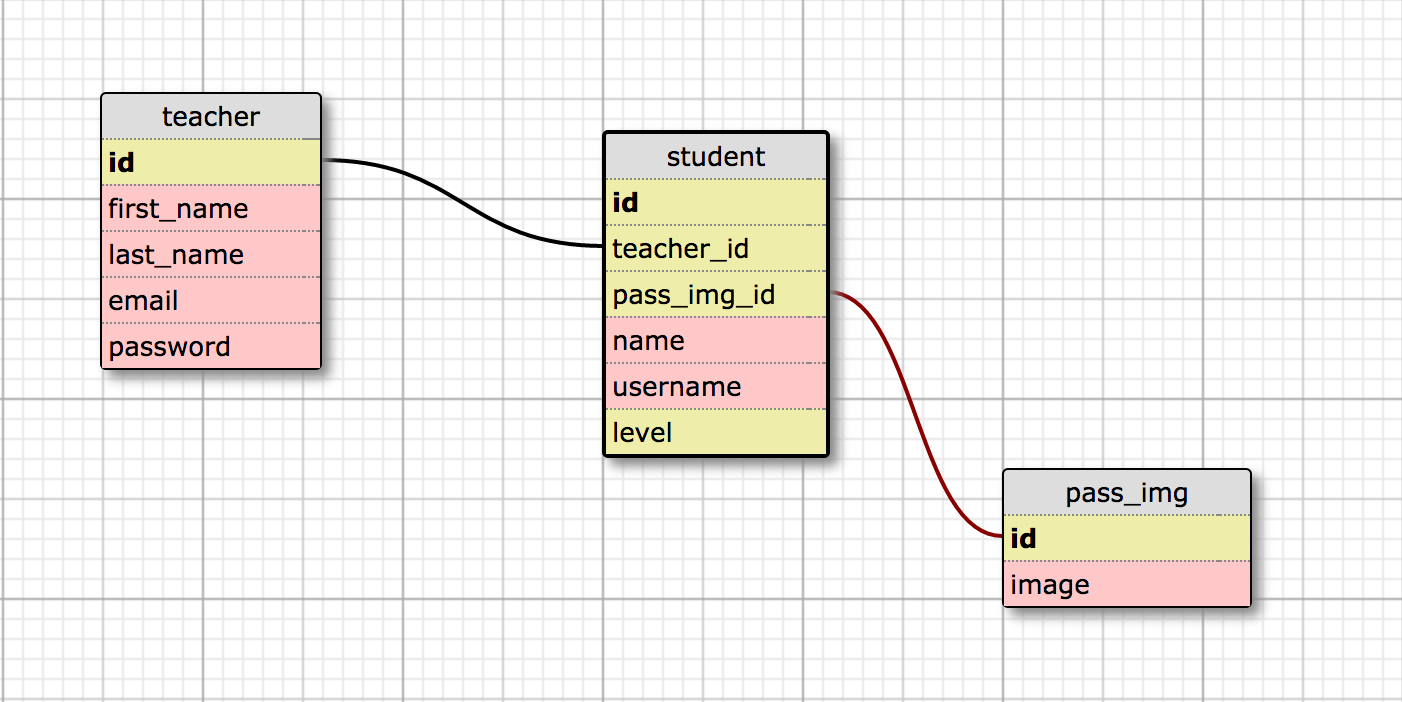 teacher
id
first_name
last_name
email
password
student
id
teacher_id
pass_img_id
name
username
level
pass_img
id
image